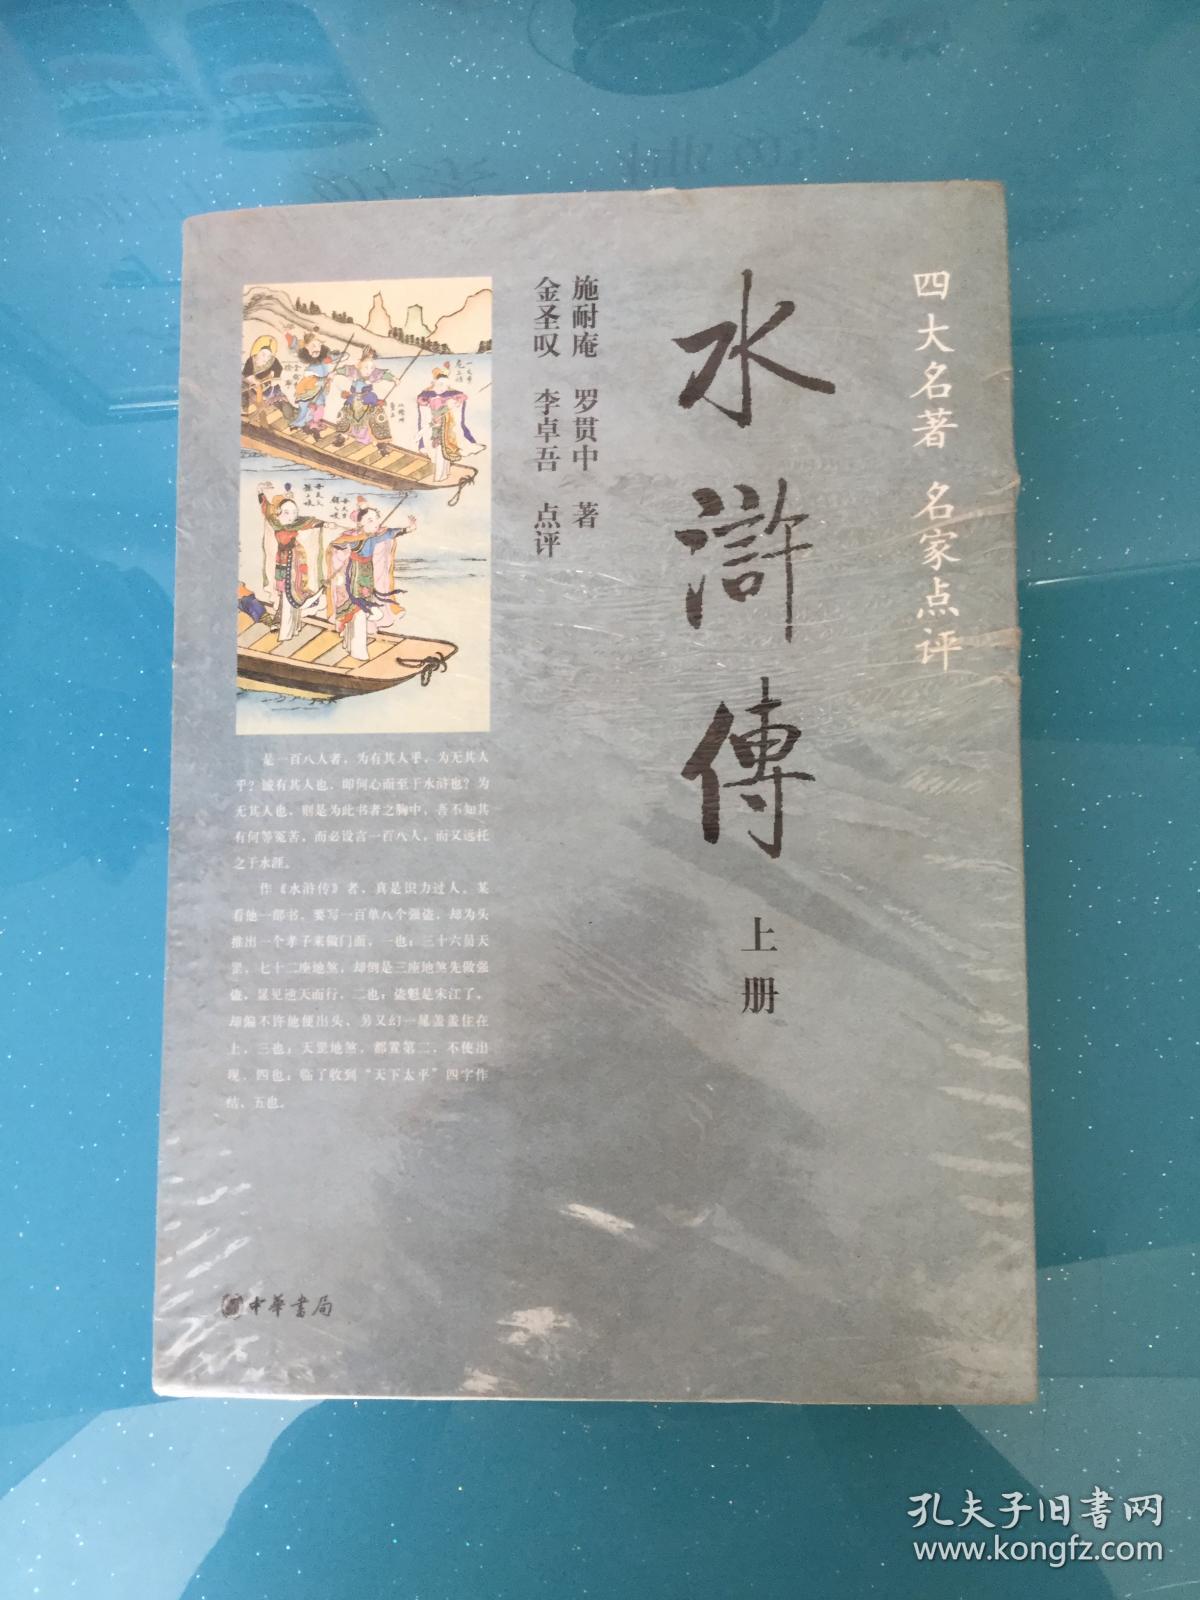 四大名著 名家点评
水浒傳
上册
施耐庵 罗贯中 著
金圣叹 李卓吾 点评
是一百八人者，为有其人乎，为无其人
乎？诚有其人也，即何心而至于水浒也？为
无其人也，则是为此书者之胸中，吾不知其
有何等冤苦，而必设言一百八人，而又远托
之于水涯。
作《水浒传》者，真是识力过人。某
看他一部书，要写一百单八个强盗，却为头
推出一个孝子来做门面，一也；三十六员天
罡，七十二座地煞，却倒是三座地煞先做强
盗，显见逆天而行，二也；盗魁是宋江了，
却偏不许他便出头，另又幻一晁盖盖住在
上，三也；天罡地煞，都置第二，不使出
现，四也；临了收到“天下太平”四字作
结，五也。
中華書局
孔夫子旧書网
www.kongfz.com